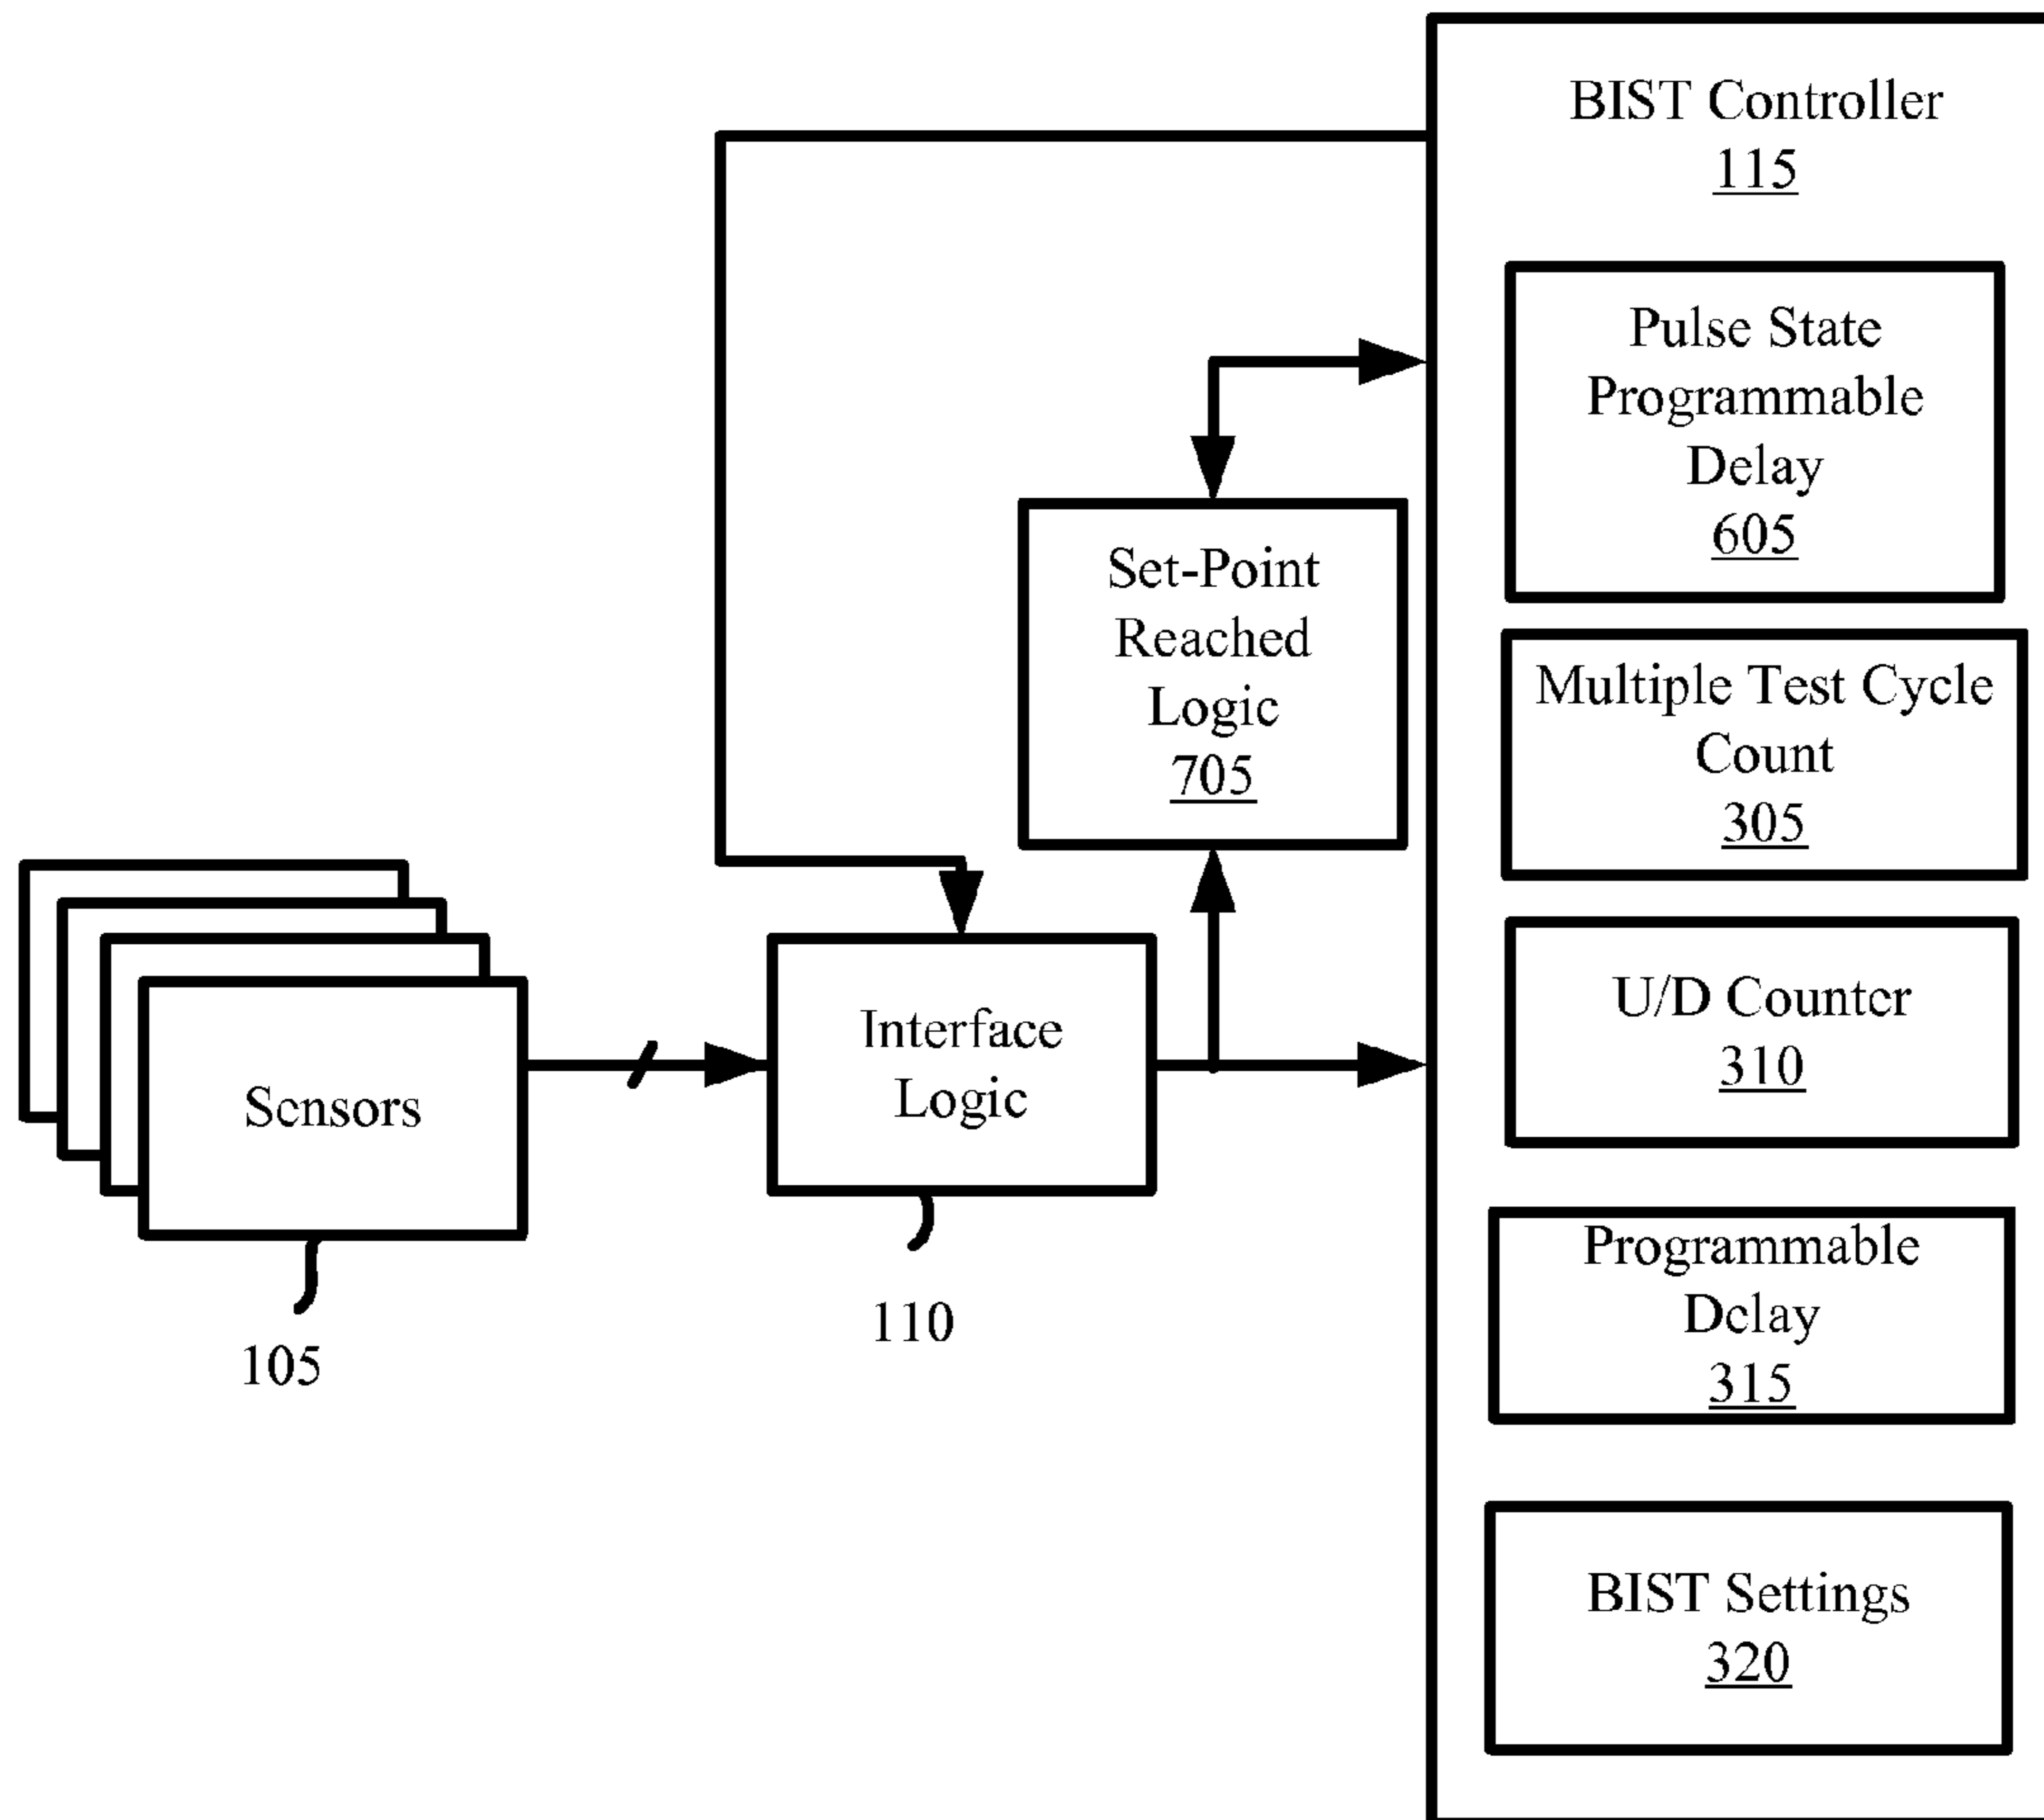 BIST Controller
115
Pulse State
Programmable
Delay
605
Set-Point
Reached
Logic
705
Multiple Test Cycle
Count
305
U/D Counter
310
Interface
Logic
110
Sensors
105
Programmable
Delay
315
BIST Settings
320